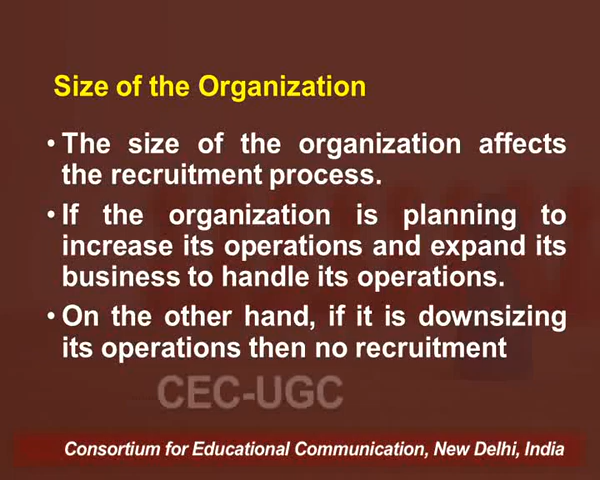 Size of the Organization
• The size of the organization affects
the recruitment process.
• If the organization is planning to
increase its operations and expand its
business to handle its operations.
• On the other hand, if it is downsizing
its operations then no recruitment
CEC-UGC
Consortium for Educational Communication, New Delhi, India